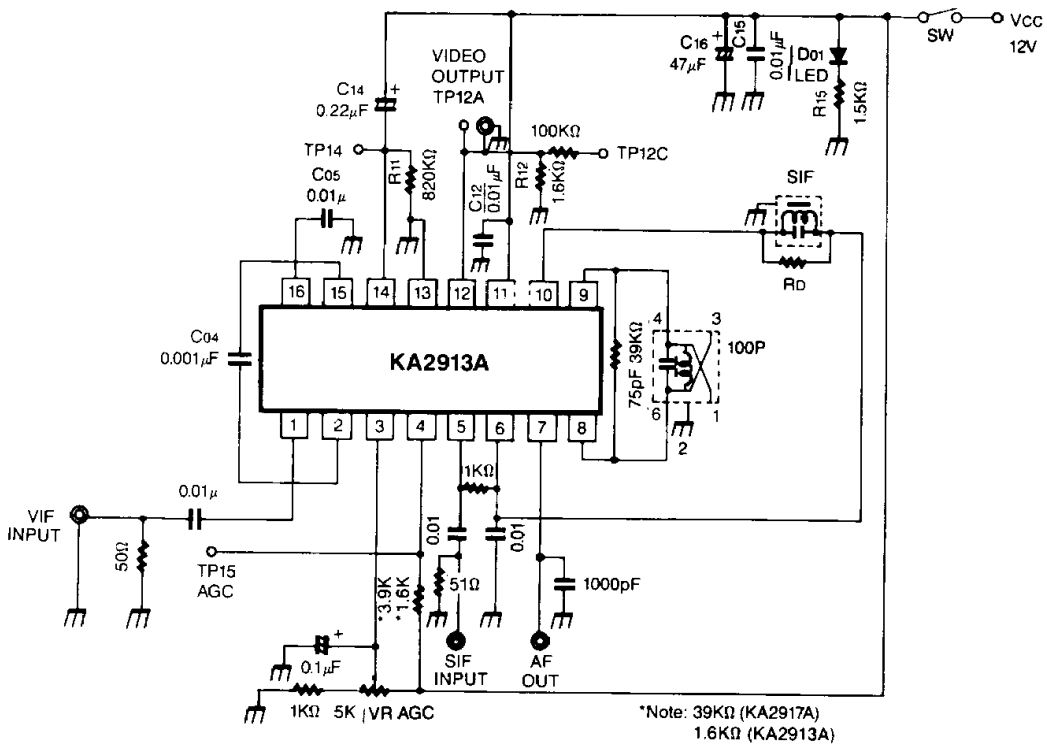 VCC
SW
12V
C16
47µF
C15
0.01µF
D01
LED
R15
1.5KΩ
VIDEO
OUTPUT
TP12A
C14
0.22µF
+
+
100KΩ
TP12C
TP14
R11
820KΩ
C12
0.01µF
R12
1.6KΩ
SIF
C05
0.01µ
RD
16 15 14 13 12 11 10 9
C04
0.001µF
KA2913A
75pF 39KΩ
4 3
100P
6 1
2
1 2 3 4 5 6 7 8
1KΩ
0.01µ
VIF
INPUT
50Ω
TP15
AGC
0.01
0.01
*3.9K
*1.6K
51Ω
1000pF
+
0.1µF
SIF
INPUT
AF
OUT
1KΩ 5K VR AGC
*Note: 39KΩ (KA2917A)
1.6KΩ (KA2913A)